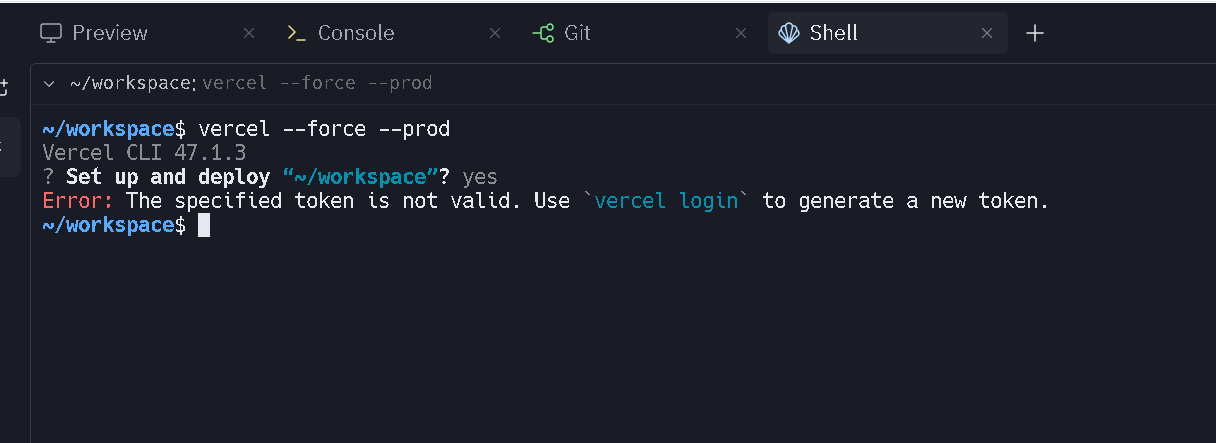 Preview Console Git Shell
~/workspace: vercel --force --prod
~/workspace$ vercel --force --prod
Vercel CLI 47.1.3
? Set up and deploy “~/workspace”? yes
Error: The specified token is not valid. Use `vercel login` to generate a new token.
~/workspace$